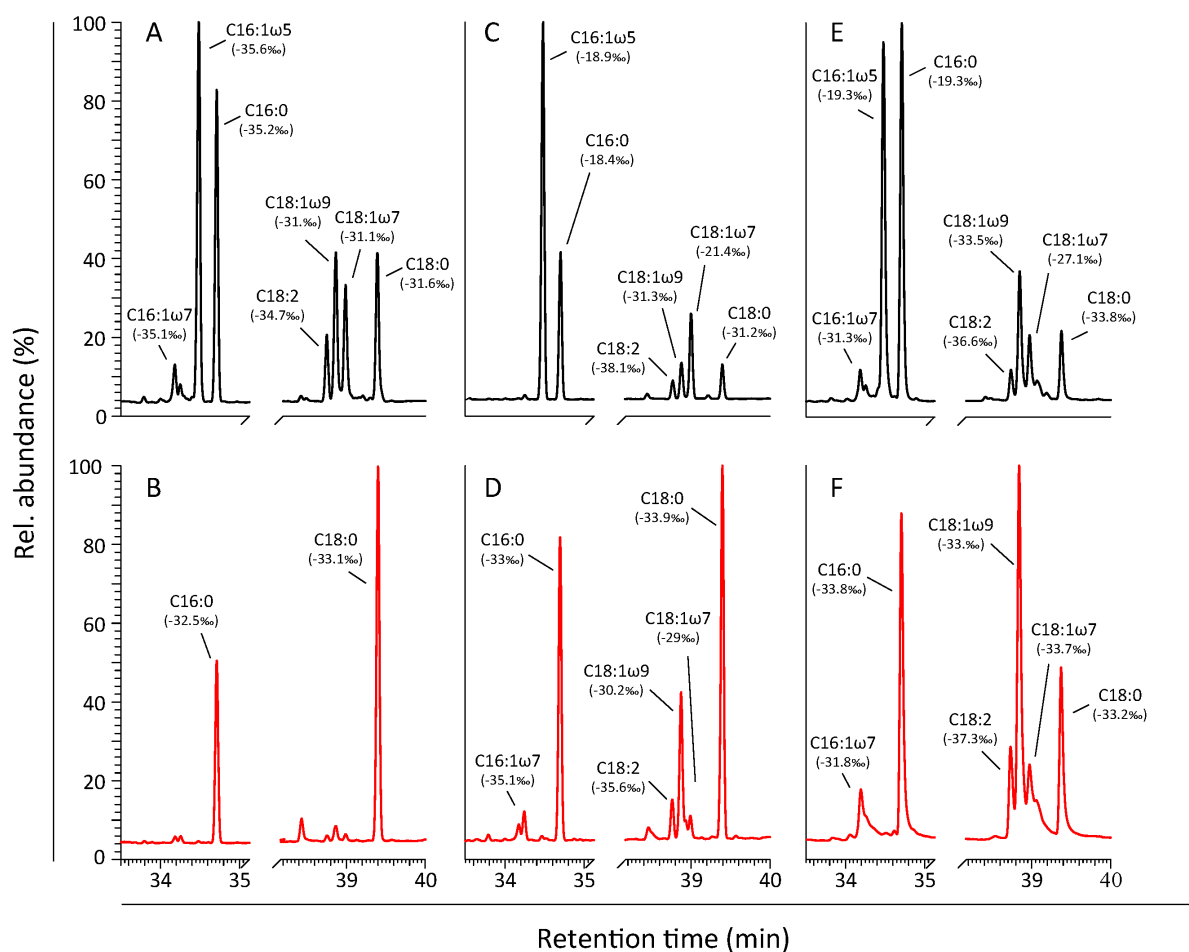 A
100
80
60
40
20
0
C16:1ω5
(-35.6‰)
C16:0
(-35.2‰)
C18:1ω9
(-31.‰)
C18:1ω7
(-31.1‰)
C18:0
(-31.6‰)
C18:2
(-34.7‰)
C16:1ω7
(-35.1‰)
C
C16:1ω5
(-18.9‰)
C16:0
(-18.4‰)
C18:1ω7
(-21.4‰)
C18:1ω9
(-31.3‰)
C18:0
(-31.2‰)
C18:2
(-38.1‰)
E
C16:0
(-19.3‰)
C16:1ω5
(-19.3‰)
C18:1ω9
(-33.5‰)
C18:1ω7
(-27.1‰)
C18:0
(-33.8‰)
C16:1ω7
(-31.3‰)
C18:2
(-36.6‰)
Rel. abundance (%)
B
100
80
60
40
20
0
C18:0
(-33.1‰)
C16:0
(-32.5‰)
34
35
39
40
D
C18:0
(-33.9‰)
C16:0
(-33‰)
C18:1ω7
(-29‰)
C18:1ω9
(-30.2‰)
C16:1ω7
(-35.1‰)
C18:2
(-35.6‰)
34
35
39
40
F
C18:1ω9
(-33.‰)
C16:0
(-33.8‰)
C18:1ω7
(-33.7‰)
C18:0
(-33.2‰)
C18:2
(-37.3‰)
C16:1ω7
(-31.8‰)
34
35
39
40
Retention time (min)